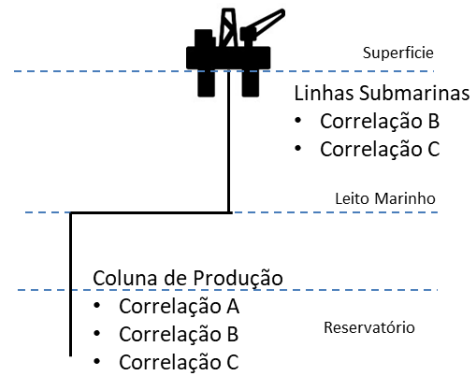 Superficie
Linhas Submarinas
• Correlação B
• Correlação C
Leito Marinho
Coluna de Produção
• Correlação A
• Correlação B
• Correlação C
Reservatório